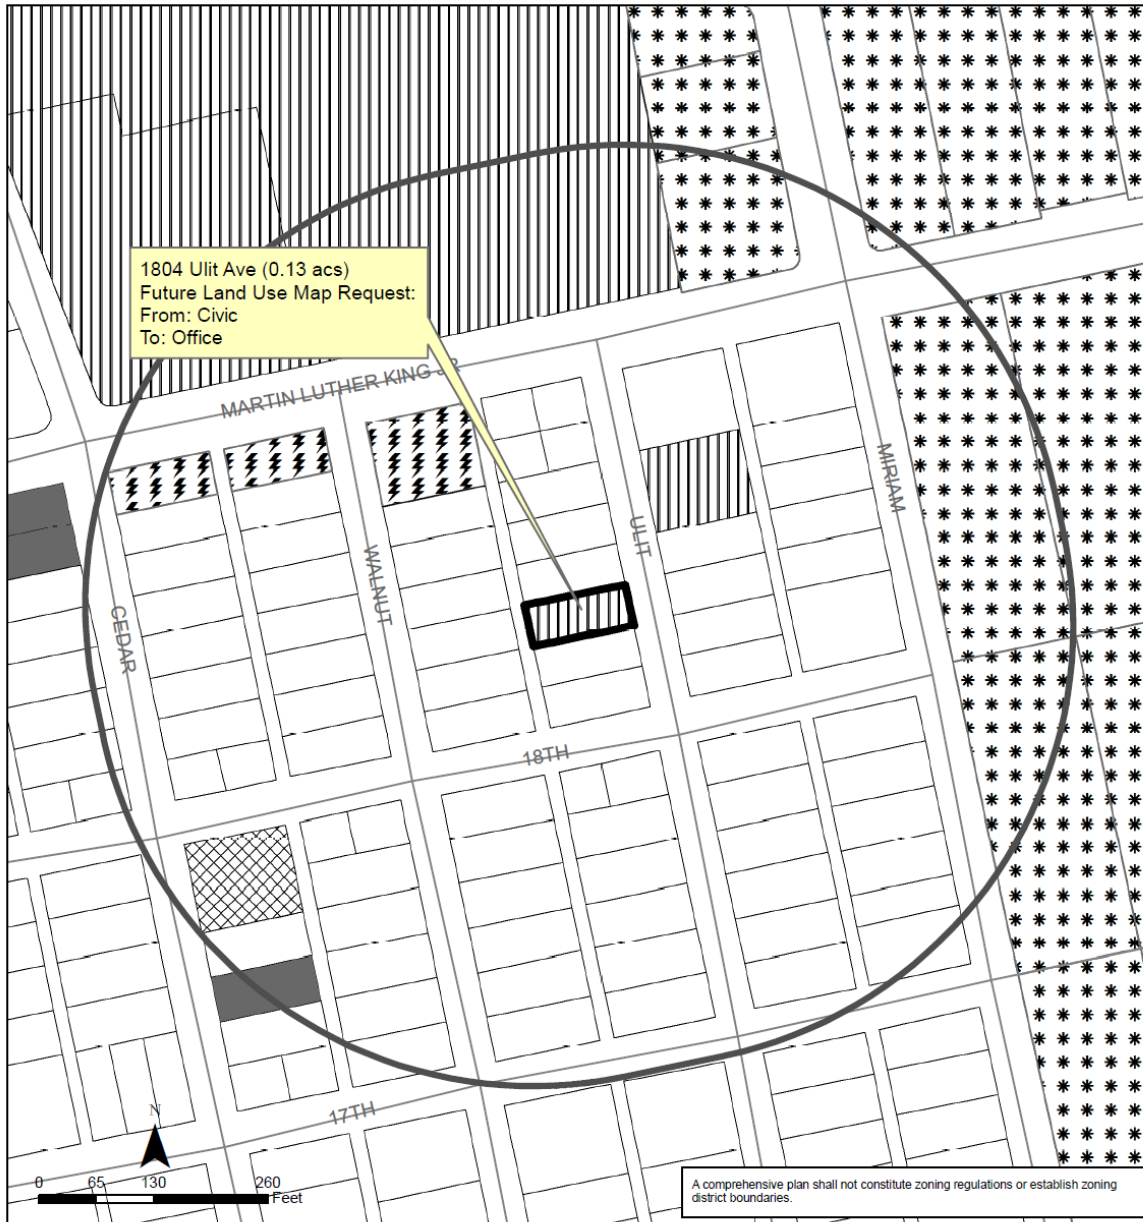 1804 Ulit Ave (0.13 acs)
Future Land Use Map Request:
From: Civic
To: Office
MARTIN LUTHER KING JR
MIRIAM
ULIT
WALNUT
CEDAR
18TH
17TH
N
0 65 130 260
Feet
A comprehensive plan shall not constitute zoning regulations or establish zoning
district boundaries.